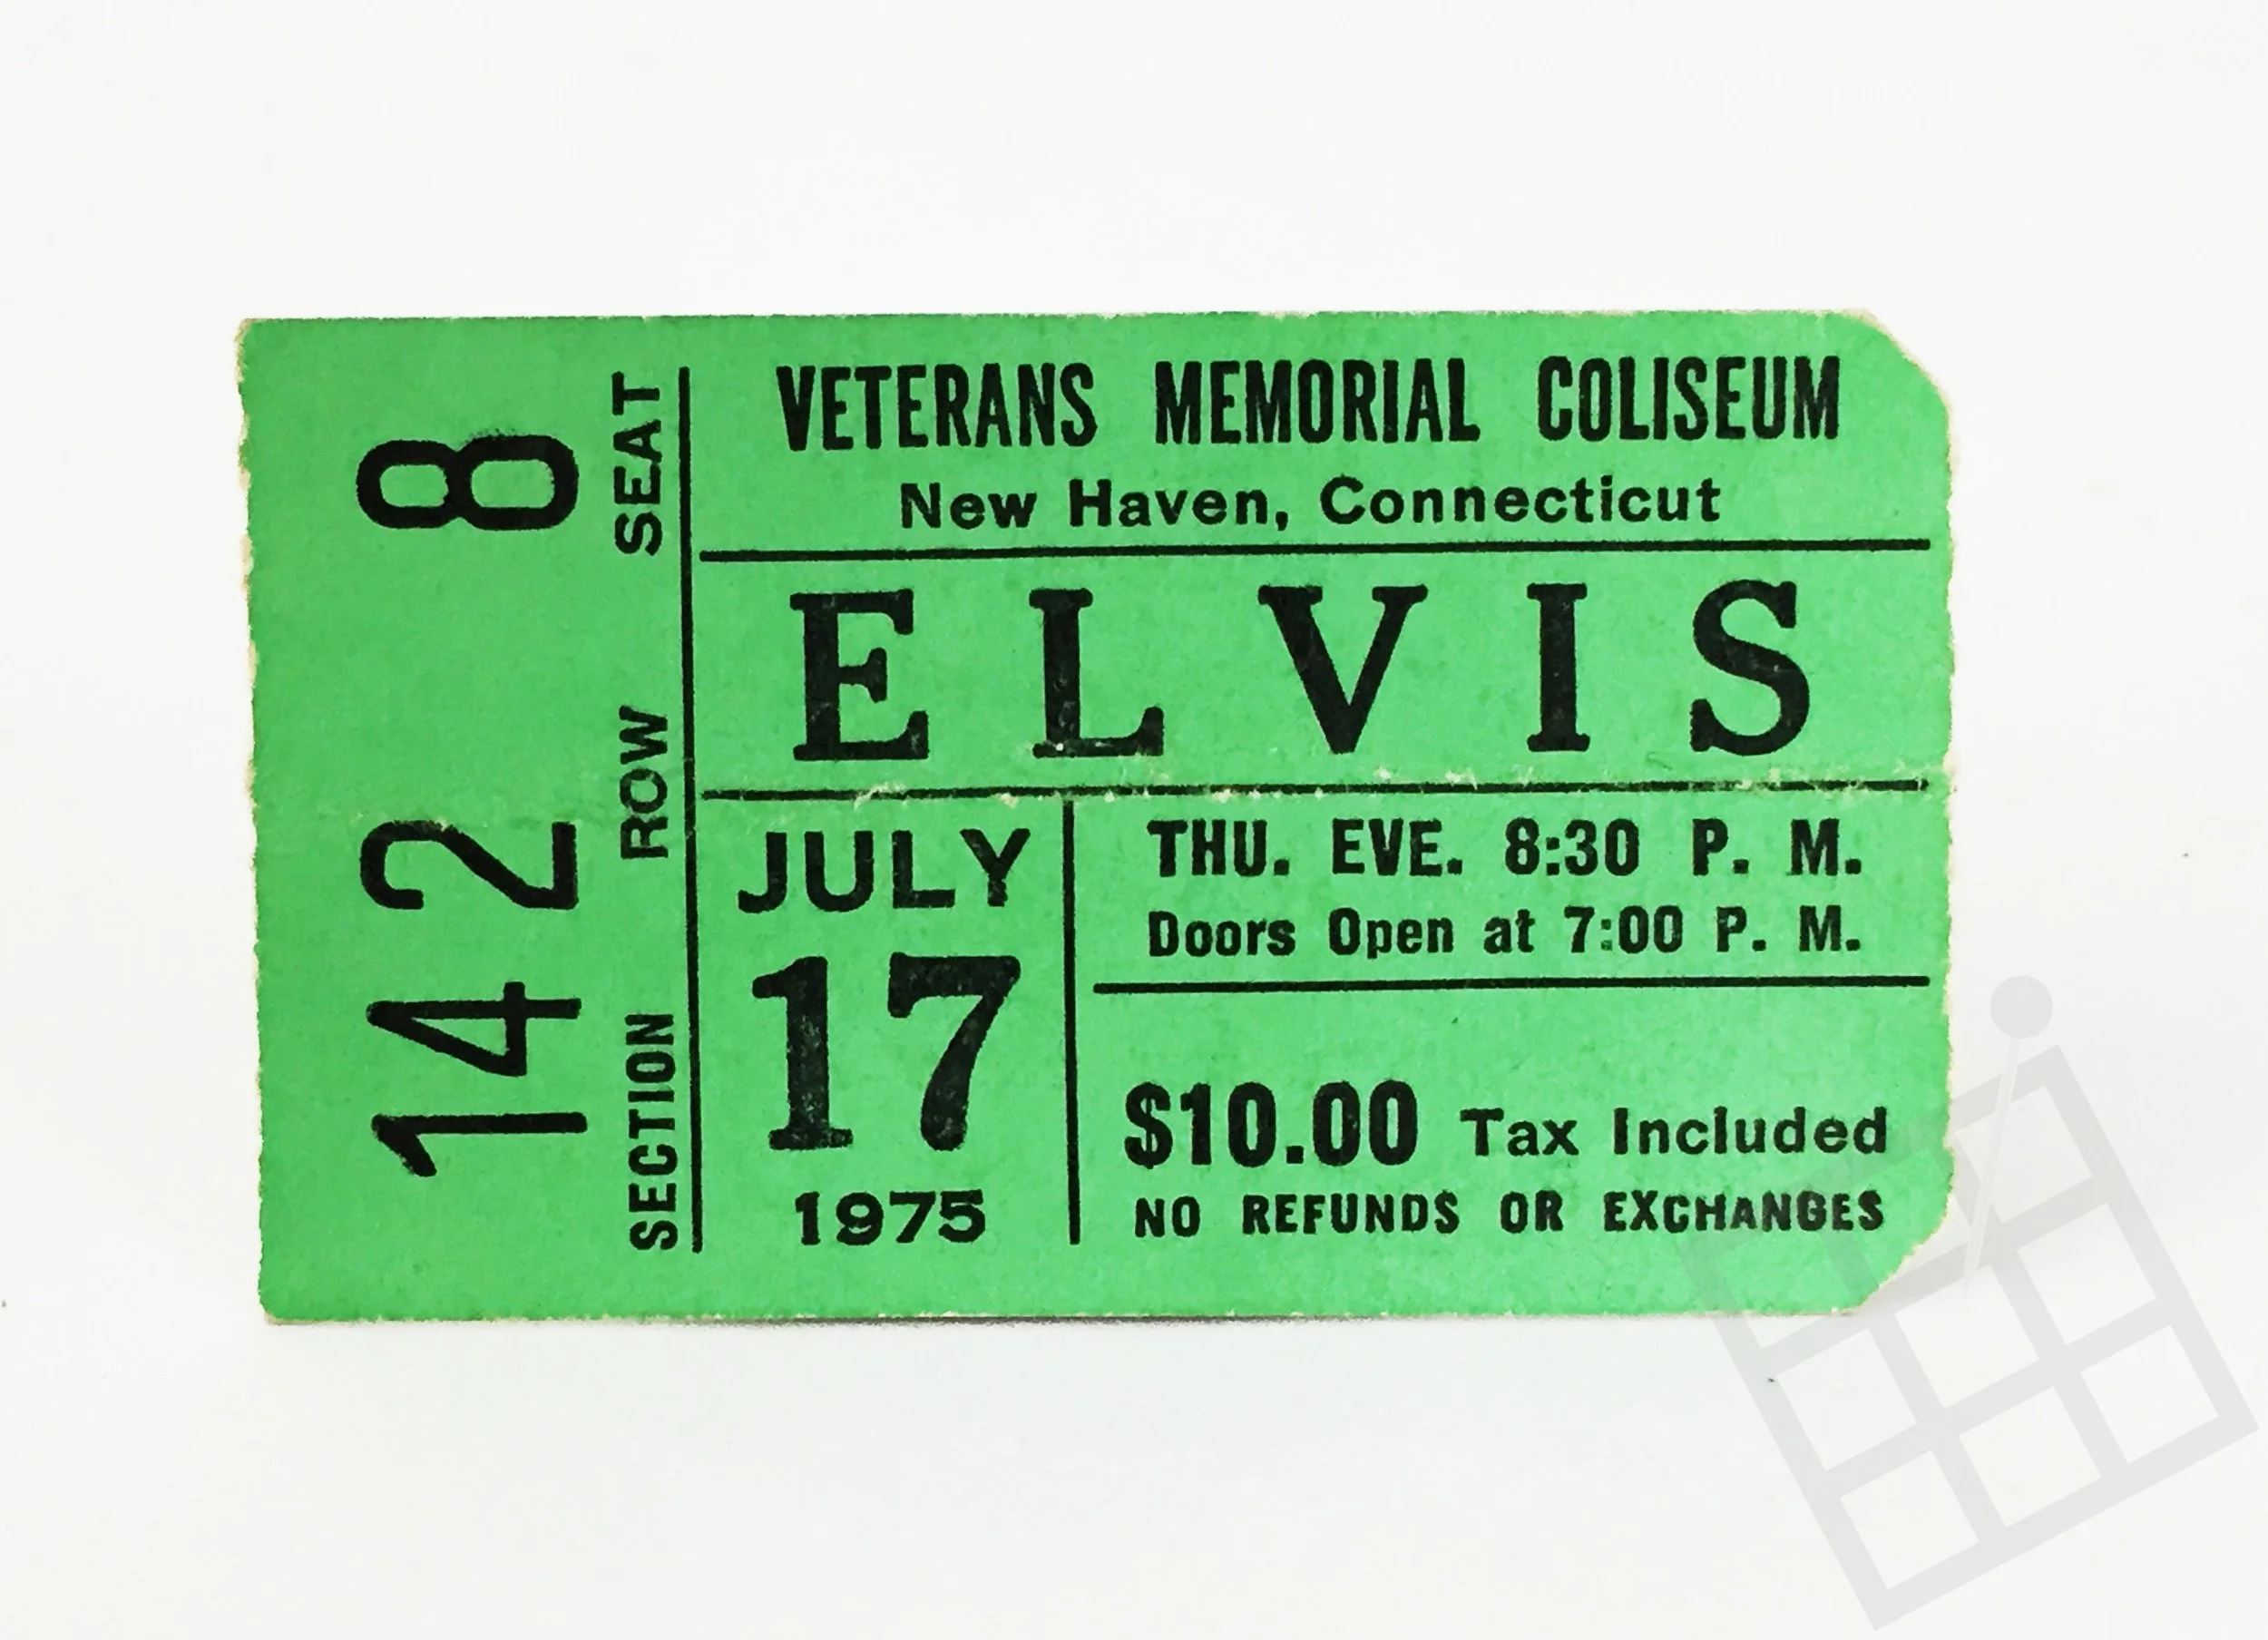 VETERANS MEMORIAL COLISEUM
New Haven, Connecticut
ELVIS
JULY
17
1975
THU. EVE. 8:30 P. M.
Doors Open at 7:00 P. M.
$10.00 Tax Included
NO REFUNDS OR EXCHANGES
14 2 8
SECTION ROW SEAT